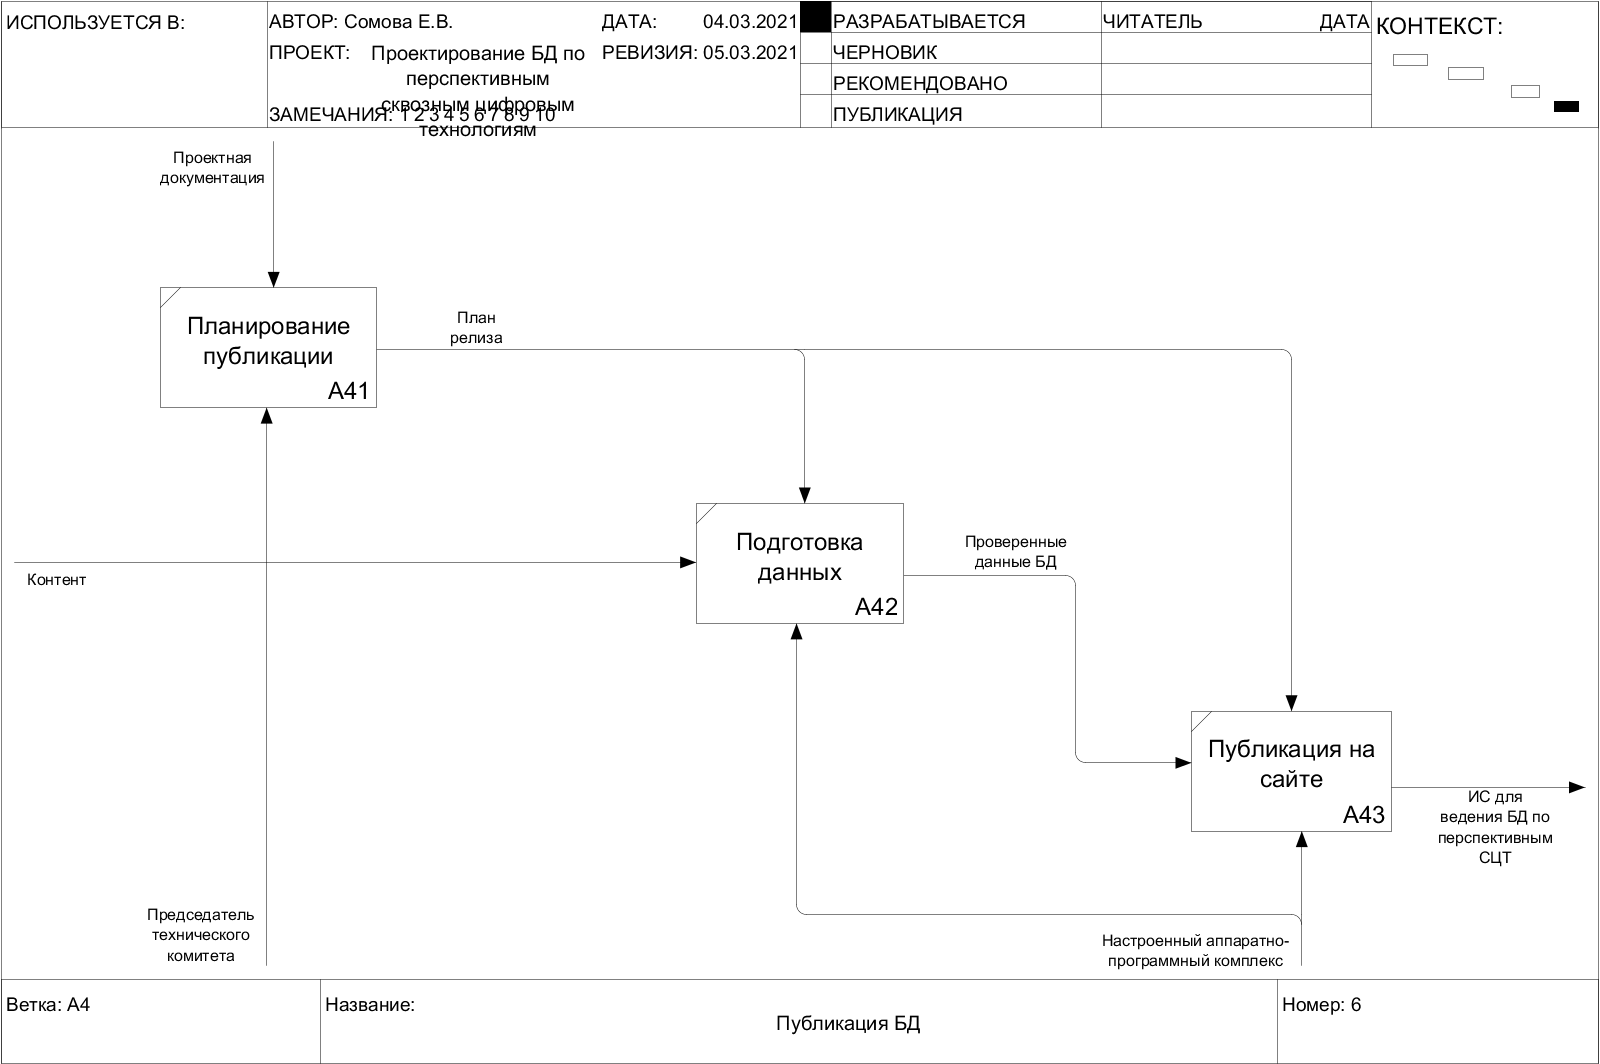 ИСПОЛЬЗУЕТСЯ В:
АВТОР: Сомова Е.В.
ДАТА: 04.03.2021
ПРОЕКТ: Проектирование БД по
перспективным
сквозным цифровым
технологиям
РЕВИЗИЯ: 05.03.2021
ЗАМЕЧАНИЯ: 1 2 3 4 5 6 7 8 9 10
РАЗРАБАТЫВАЕТСЯ
ЧЕРНОВИК
РЕКОМЕНДОВАНО
ПУБЛИКАЦИЯ
ЧИТАТЕЛЬ ДАТА
КОНТЕКСТ:
Проектная
документация
Планирование
публикации
A41
План
релиза
Контент
Подготовка
данных
A42
Проверенные
данные БД
Публикация на
сайте
A43
ИС для
ведения БД по
перспективным
СЦТ
Председатель
технического
комитета
Настроенный аппаратно-
программный комплекс
Ветка: A4
Название:
Публикация БД
Номер: 6